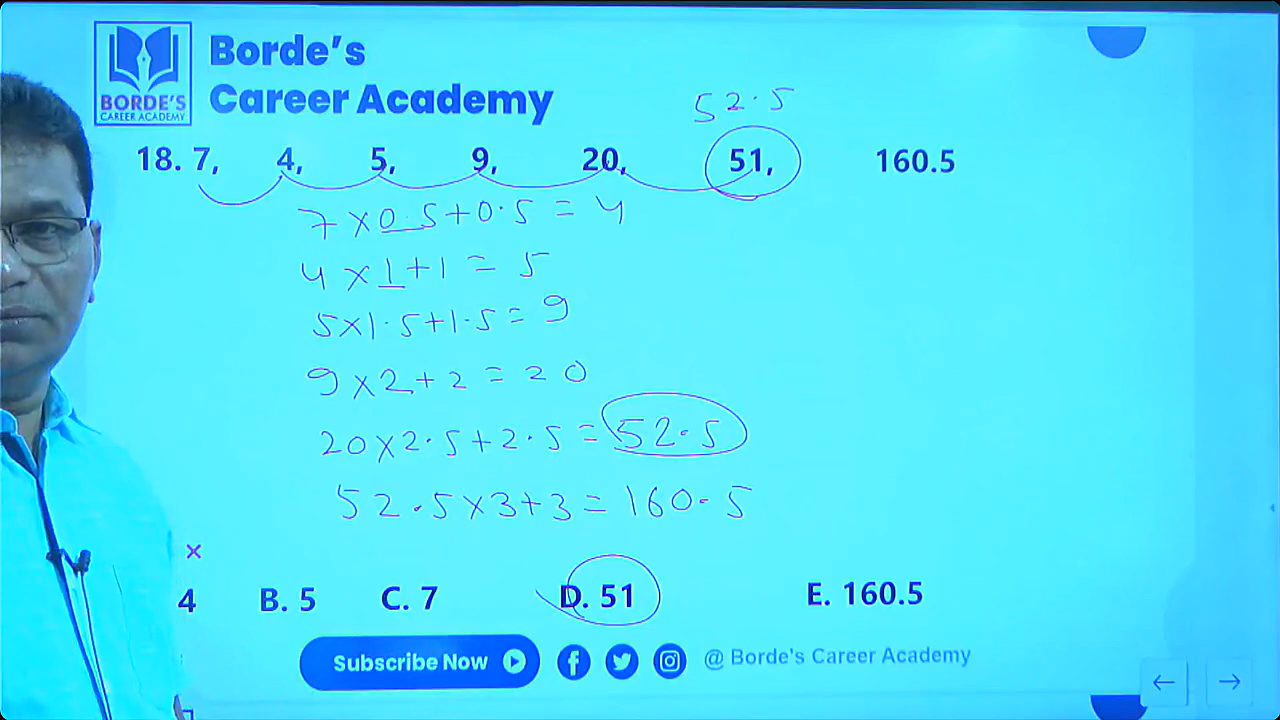 BORDE'S
CAREER ACADEMY
Borde's
Career Academy
52.5
18. 7, 4, 5, 9, 20, 51, 160.5
7 × 0.5 + 0.5 = 4
4 × 1 + 1 = 5
5 × 1.5 + 1.5 = 9
9 × 2 + 2 = 20
20 × 2.5 + 2.5 = 52.5
52.5 × 3 + 3 = 160.5
×
4 B. 5 C. 7 D. 51 E. 160.5
Subscribe Now @ Borde's Career Academy
← →